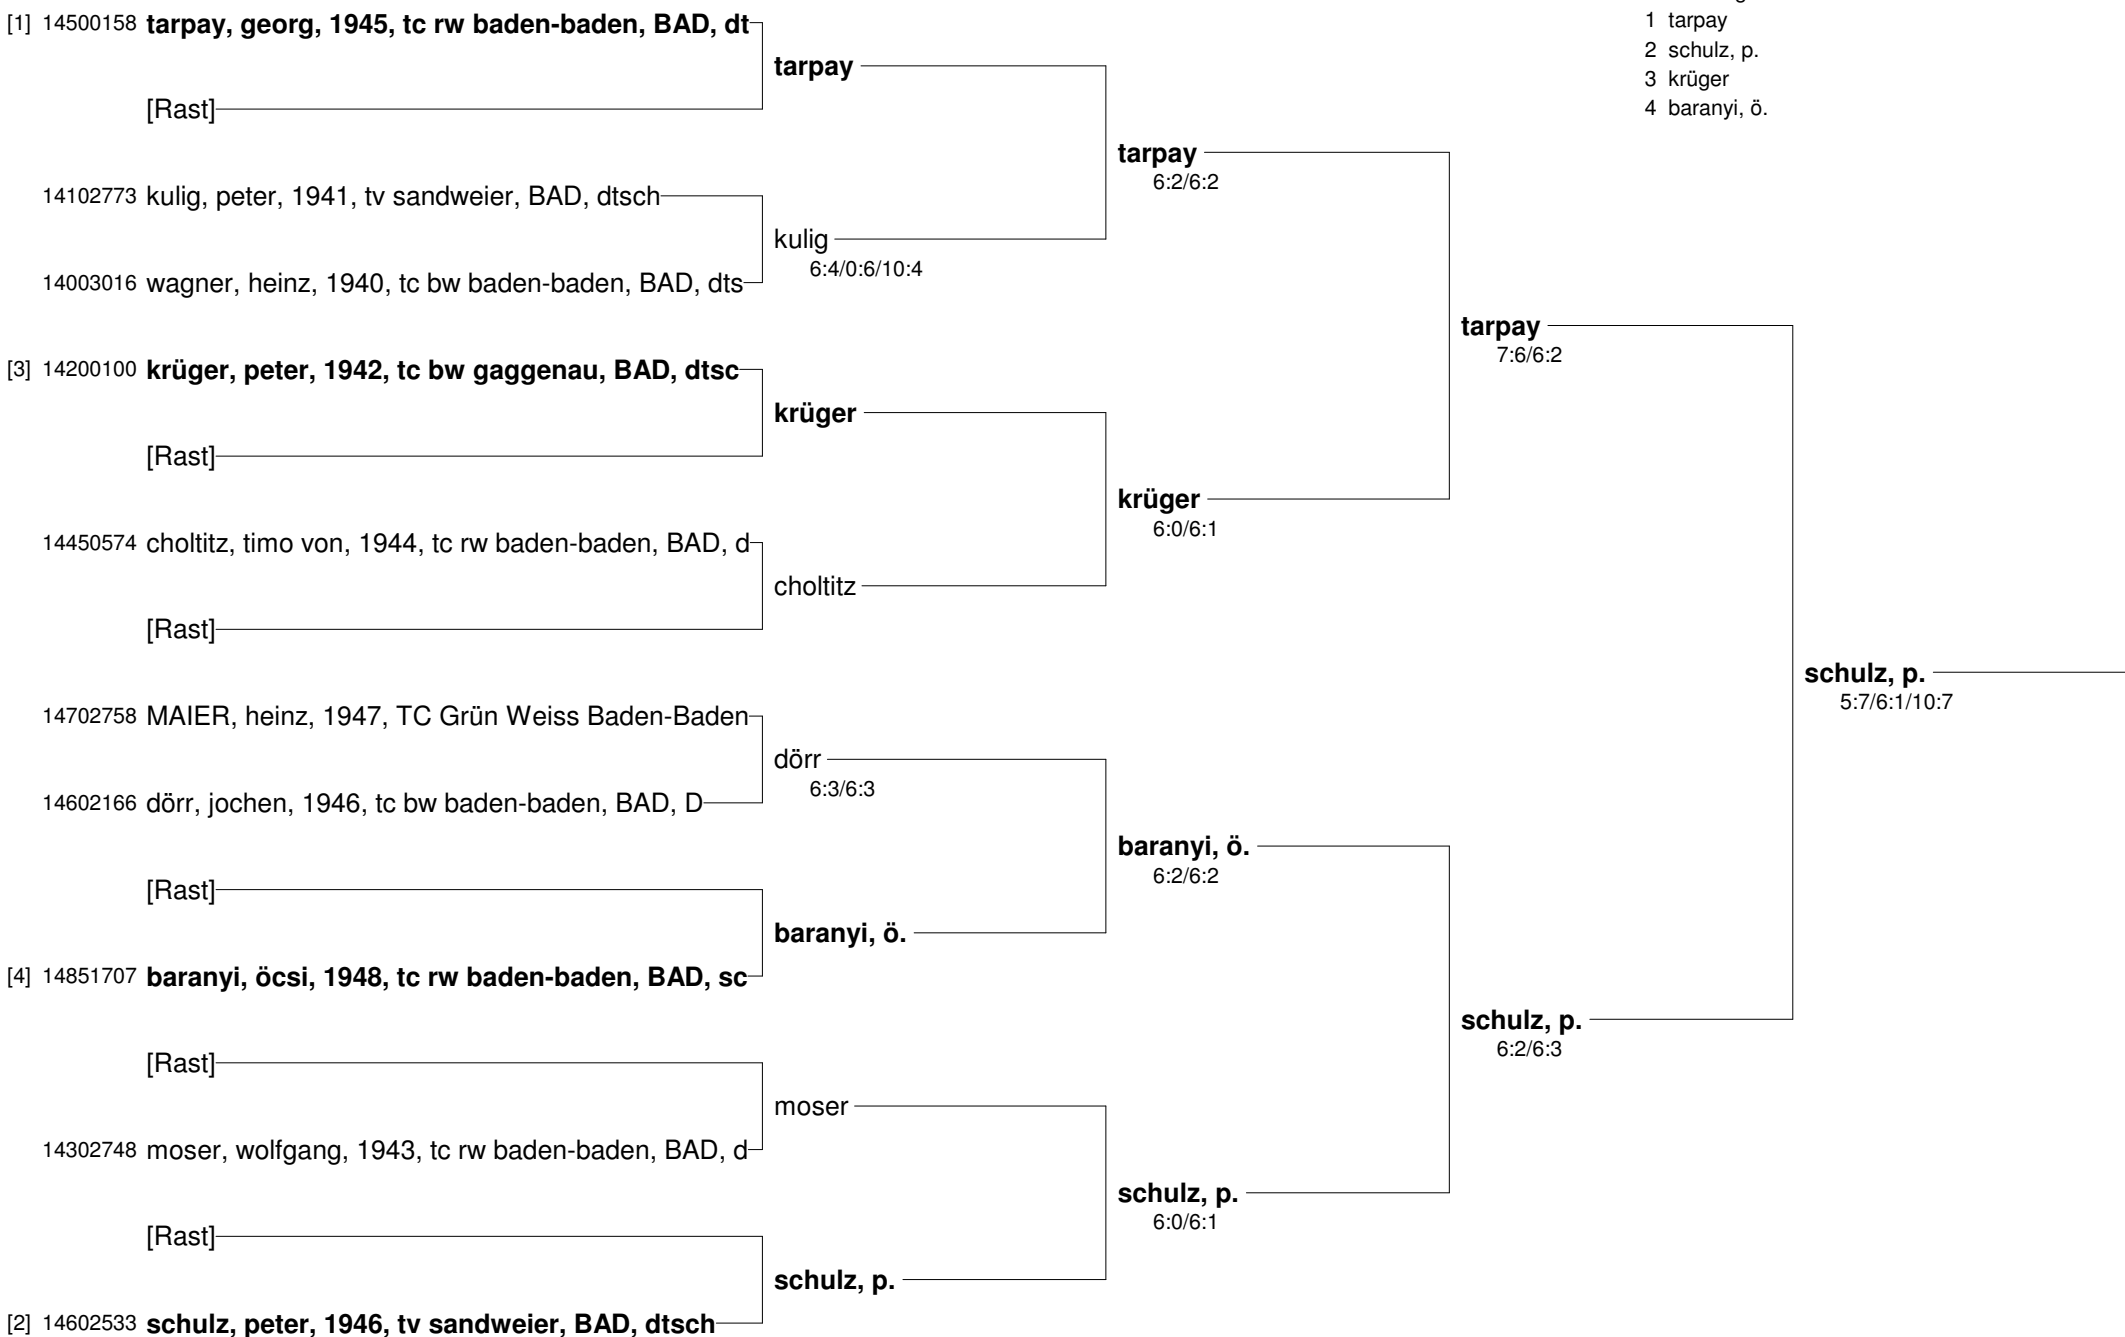 [1] 14500158 tarpay, georg, 1945, tc rw baden-baden, BAD, dt
[Rast]
14102773 kulig, peter, 1941, tv sandweier, BAD, dtsch
14003016 wagner, heinz, 1940, tc bw baden-baden, BAD, dts
[3] 14200100 krüger, peter, 1942, tc bw gaggenau, BAD, dtsc
[Rast]
14450574 choltitz, timo von, 1944, tc rw baden-baden, BAD, d
[Rast]
14702758 MAIER, heinz, 1947, TC Grün Weiss Baden-Baden
14602166 dörr, jochen, 1946, tc bw baden-baden, BAD, D
[Rast]
[4] 14851707 baranyi, öcsi, 1948, tc rw baden-baden, BAD, sc
[Rast]
14302748 moser, wolfgang, 1943, tc rw baden-baden, BAD, d
[Rast]
[2] 14602533 schulz, peter, 1946, tv sandweier, BAD, dtsch
tarpay
kulig
6:4/0:6/10:4
krüger
choltitz
dörr
6:3/6:3
baranyi, ö.
moser
schulz, p.
tarpay
6:2/6:2
krüger
6:0/6:1
baranyi, ö.
6:2/6:2
schulz, p.
6:0/6:1
tarpay
7:6/6:2
schulz, p.
6:2/6:3
schulz, p.
5:7/6:1/10:7
1 tarpay
2 schulz, p.
3 krüger
4 baranyi, ö.